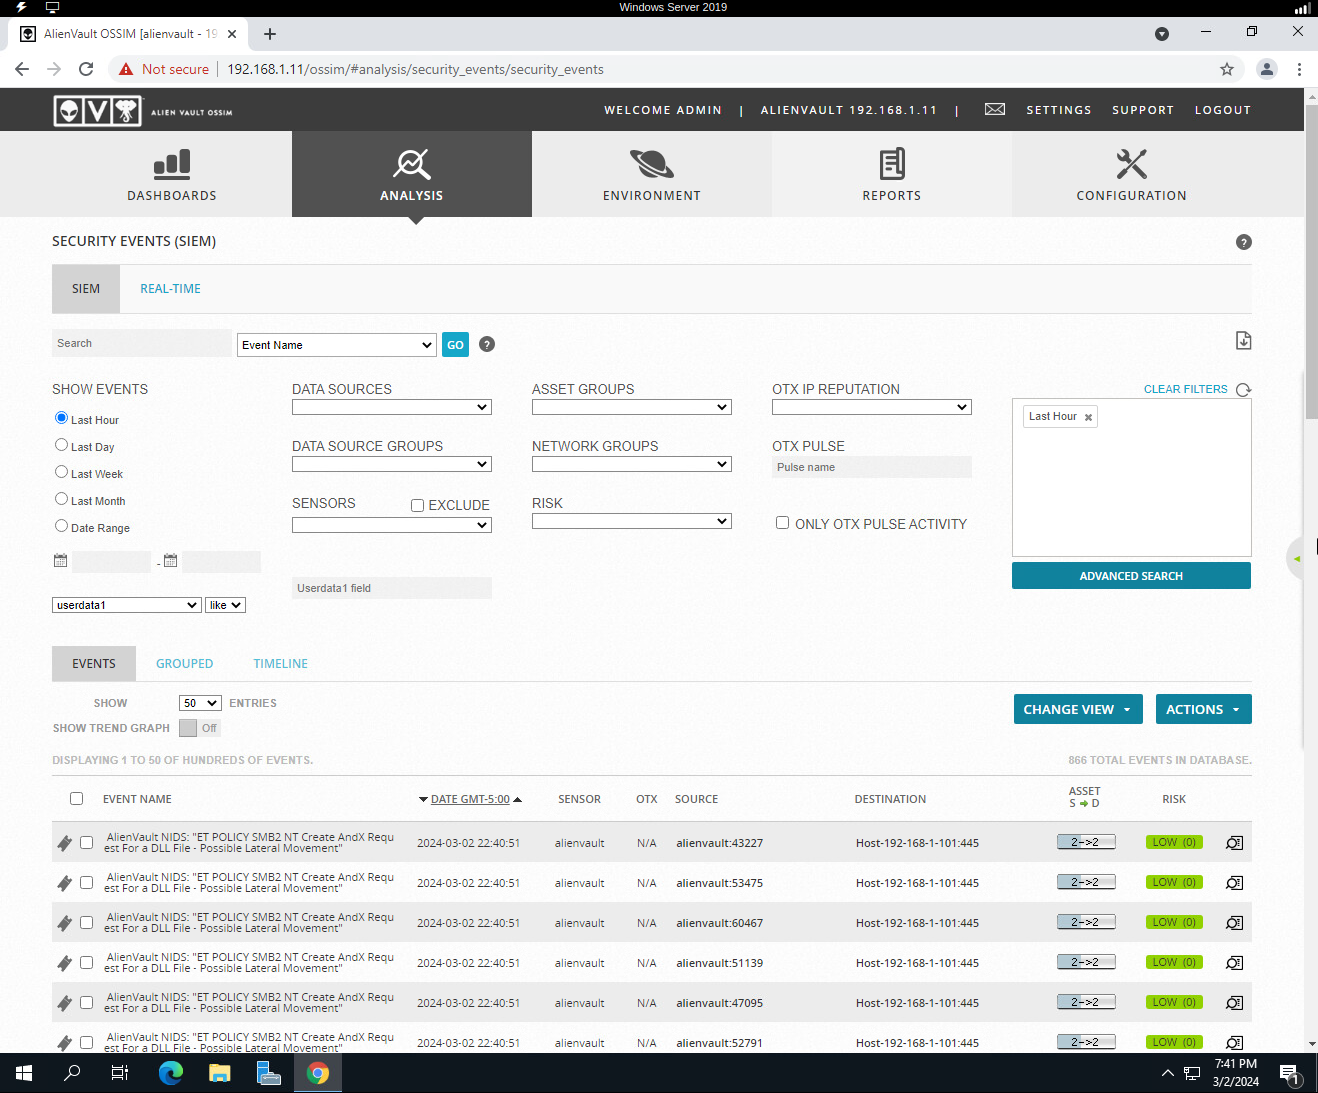 Windows Server 2019
AlienVault OSSIM [alienvault - 19
Not secure 192.168.1.11/ossim/#analysis/security_events/security_events
OVT ALIEN VAULT OSSIM WELCOME ADMIN | ALIENVAULT 192.168.1.11 | SETTINGS SUPPORT LOGOUT
DASHBOARDS ANALYSIS ENVIRONMENT REPORTS CONFIGURATION
SECURITY EVENTS (SIEM) ?
SIEM REAL-TIME
Search Event Name GO ?
SHOW EVENTS DATA SOURCES ASSET GROUPS OTX IP REPUTATION CLEAR FILTERS
Last Hour Last Hour
Last Day DATA SOURCE GROUPS NETWORK GROUPS OTX PULSE
Last Week Pulse name
Last Month SENSORS EXCLUDE RISK
Date Range ONLY OTX PULSE ACTIVITY
-
ADVANCED SEARCH
Userdata1 field
userdata1 like
EVENTS GROUPED TIMELINE
SHOW 50 ENTRIES CHANGE VIEW ACTIONS
SHOW TREND GRAPH Off
DISPLAYING 1 TO 50 OF HUNDREDS OF EVENTS. 866 TOTAL EVENTS IN DATABASE.
EVENT NAME DATE GMT-5:00 SENSOR OTX SOURCE DESTINATION ASSET S D RISK
AlienVault NIDS: "ET POLICY SMB2 NT Create AndX Requ
est For a DLL File - Possible Lateral Movement" 2024-03-02 22:40:51 alienvault N/A alienvault:43227 Host-192-168-1-101:445 2->2 LOW (0)
AlienVault NIDS: "ET POLICY SMB2 NT Create AndX Requ
est For a DLL File - Possible Lateral Movement" 2024-03-02 22:40:51 alienvault N/A alienvault:53475 Host-192-168-1-101:445 2->2 LOW (0)
AlienVault NIDS: "ET POLICY SMB2 NT Create AndX Requ
est For a DLL File - Possible Lateral Movement" 2024-03-02 22:40:51 alienvault N/A alienvault:60467 Host-192-168-1-101:445 2->2 LOW (0)
AlienVault NIDS: "ET POLICY SMB2 NT Create AndX Requ
est For a DLL File - Possible Lateral Movement" 2024-03-02 22:40:51 alienvault N/A alienvault:51139 Host-192-168-1-101:445 2->2 LOW (0)
AlienVault NIDS: "ET POLICY SMB2 NT Create AndX Requ
est For a DLL File - Possible Lateral Movement" 2024-03-02 22:40:51 alienvault N/A alienvault:47095 Host-192-168-1-101:445 2->2 LOW (0)
AlienVault NIDS: "ET POLICY SMB2 NT Create AndX Requ
est For a DLL File - Possible Lateral Movement" 2024-03-02 22:40:51 alienvault N/A alienvault:52791 Host-192-168-1-101:445 2->2 LOW (0)
7:41 PM
3/2/2024 1